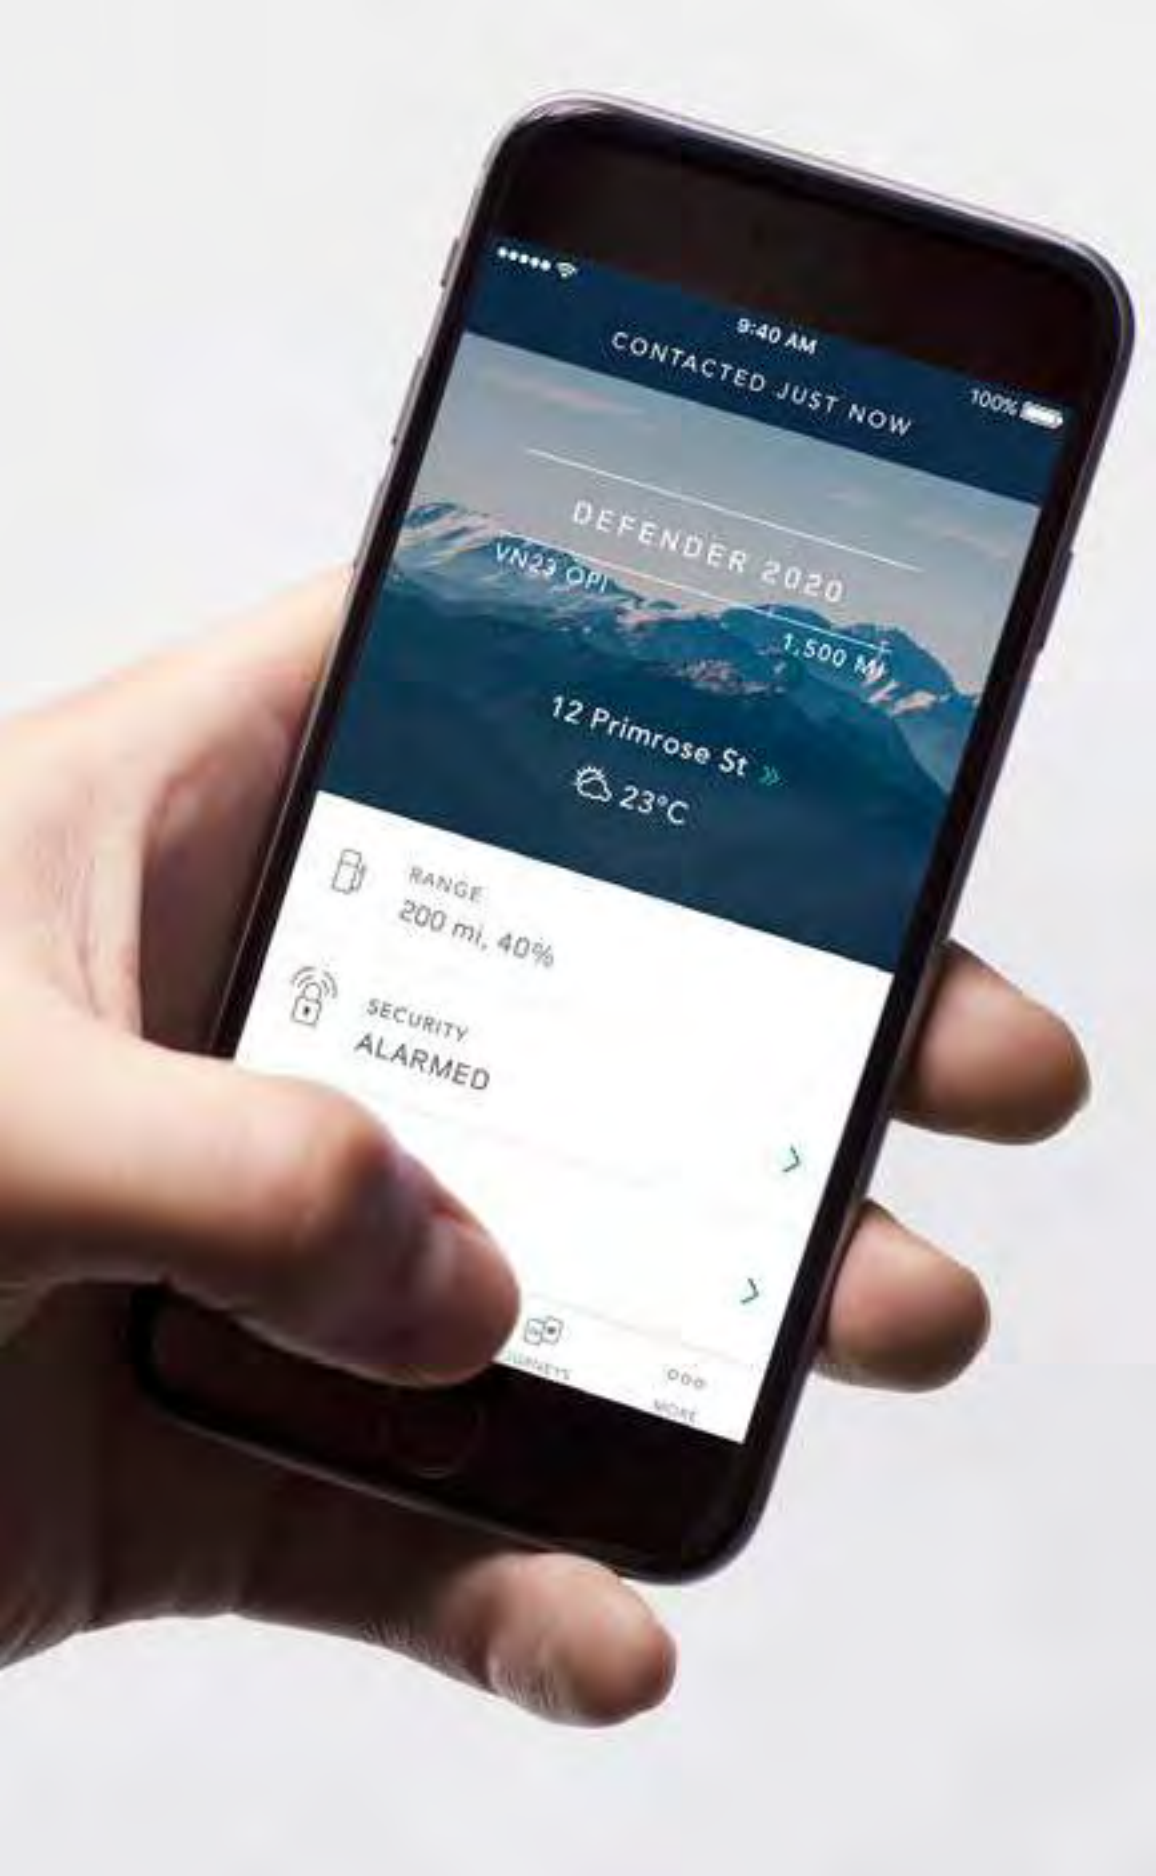 9:40 AM
100%
CONTACTED JUST NOW
DEFENDER 2020
VN23 OPI
1,500 MI
12 Primrose St »
23°C
RANGE
200 mi, 40%
SECURITY
ALARMED
MORE